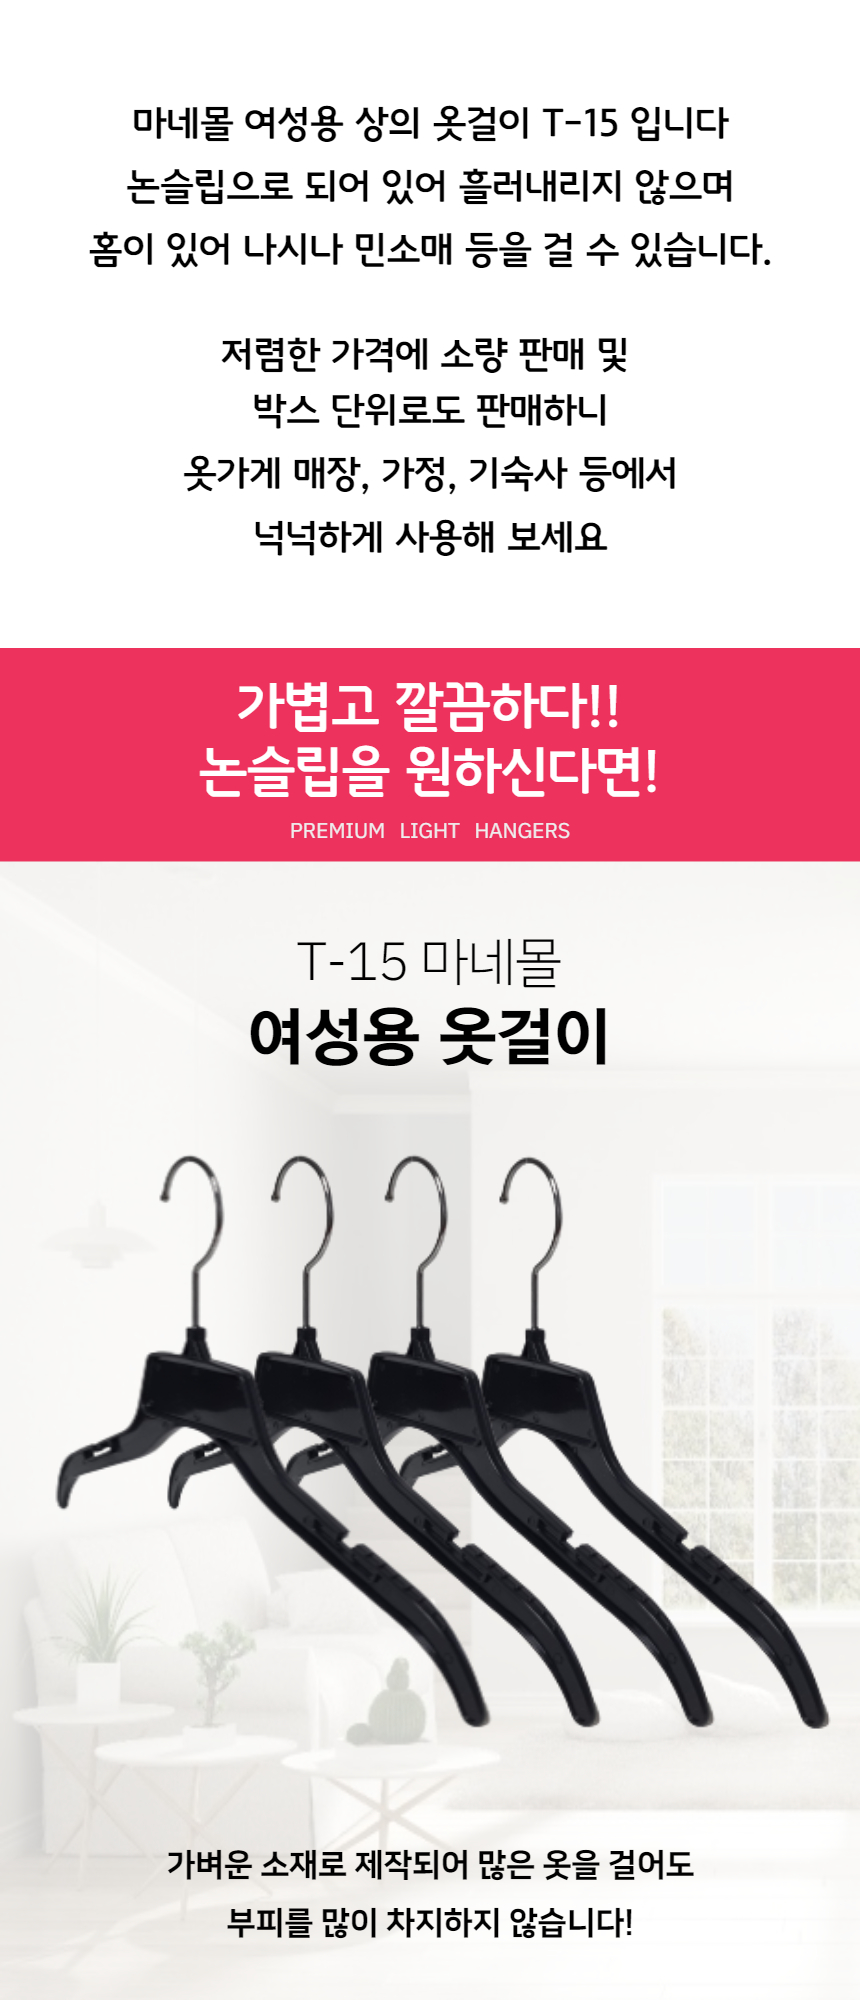 마네몰 여성용 상의 옷걸이 T-15 입니다
논슬립으로 되어 있어 흘러내리지 않으며
홈이 있어 나시나 민소매 등을 걸 수 있습니다.
저렴한 가격에 소량 판매 및
박스 단위로도 판매하니
옷가게 매장, 가정, 기숙사 등에서
넉넉하게 사용해 보세요
가볍고 깔끔하다!!
논슬립을 원하신다면!
PREMIUM LIGHT HANGERS
T-15 마네몰
여성용 옷걸이
가벼운 소재로 제작되어 많은 옷을 걸어도
부피를 많이 차지하지 않습니다!